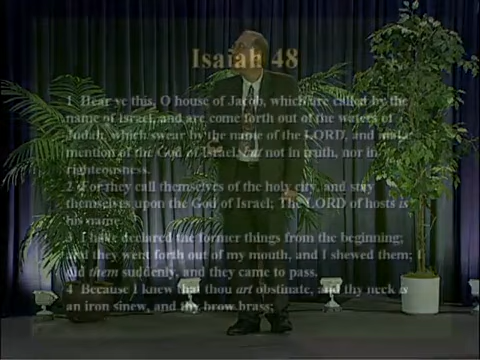 Isaiah 48
1 Hear ye this, O house of Jacob, which are called by the
name of Israel, and are come forth out of the waters of
Judah, which swear by the name of the LORD, and make
mention of the God of Israel, but not in truth, nor in
righteousness.
2 For they call themselves of the holy city, and stay
themselves upon the God of Israel; The LORD of hosts is
his name.
3 I have declared the former things from the beginning;
and they went forth out of my mouth, and I shewed them;
I did them suddenly, and they came to pass.
4 Because I knew that thou art obstinate, and thy neck is
an iron sinew, and thy brow brass;